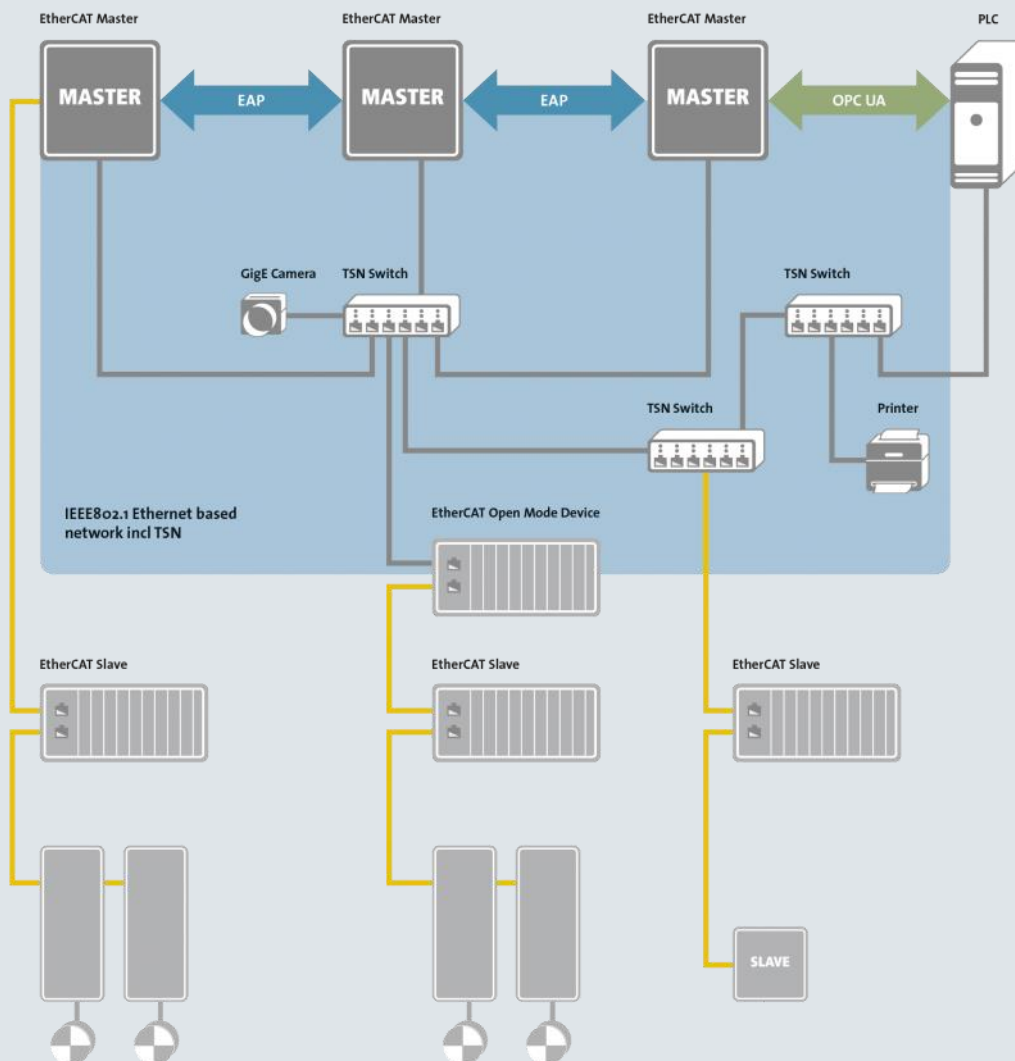 EtherCAT Master
EtherCAT Master
EtherCAT Master
PLC
MASTER
EAP
MASTER
EAP
MASTER
OPC UA
GigE Camera
TSN Switch
TSN Switch
TSN Switch
Printer
IEEE802.1 Ethernet based
network incl TSN
EtherCAT Open Mode Device
EtherCAT Slave
EtherCAT Slave
EtherCAT Slave
SLAVE